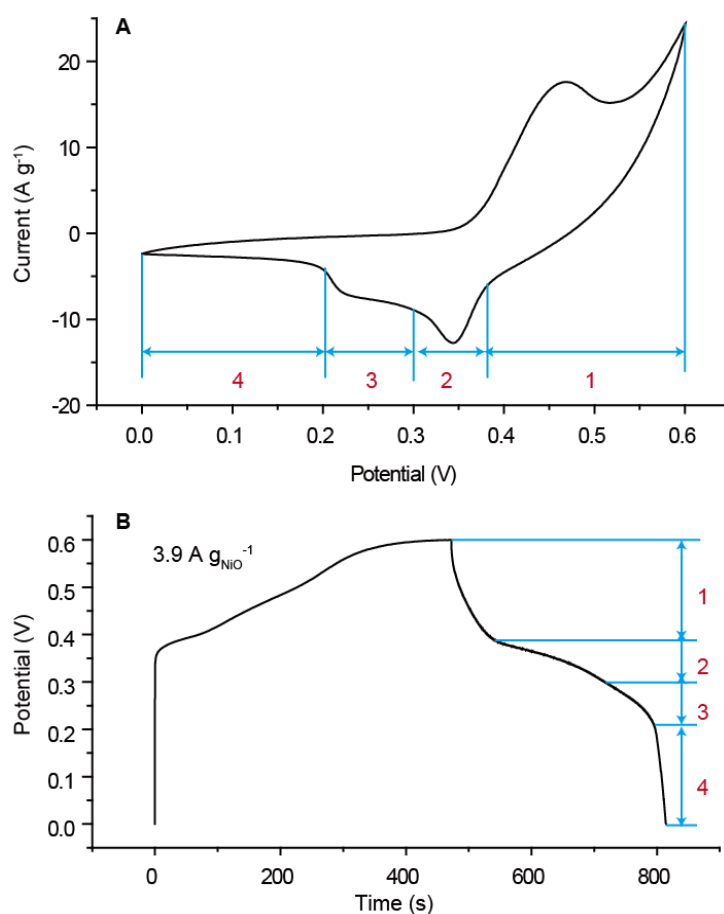 A
20
10
0
-10
-20
Current (A g⁻¹)
4
3
2
1
0.0 0.1 0.2 0.3 0.4 0.5 0.6
Potential (V)
B
3.9 A g_NiO⁻¹
0.6
0.5
0.4
0.3
0.2
0.1
0.0
Potential (V)
1
2
3
4
0 200 400 600 800
Time (s)